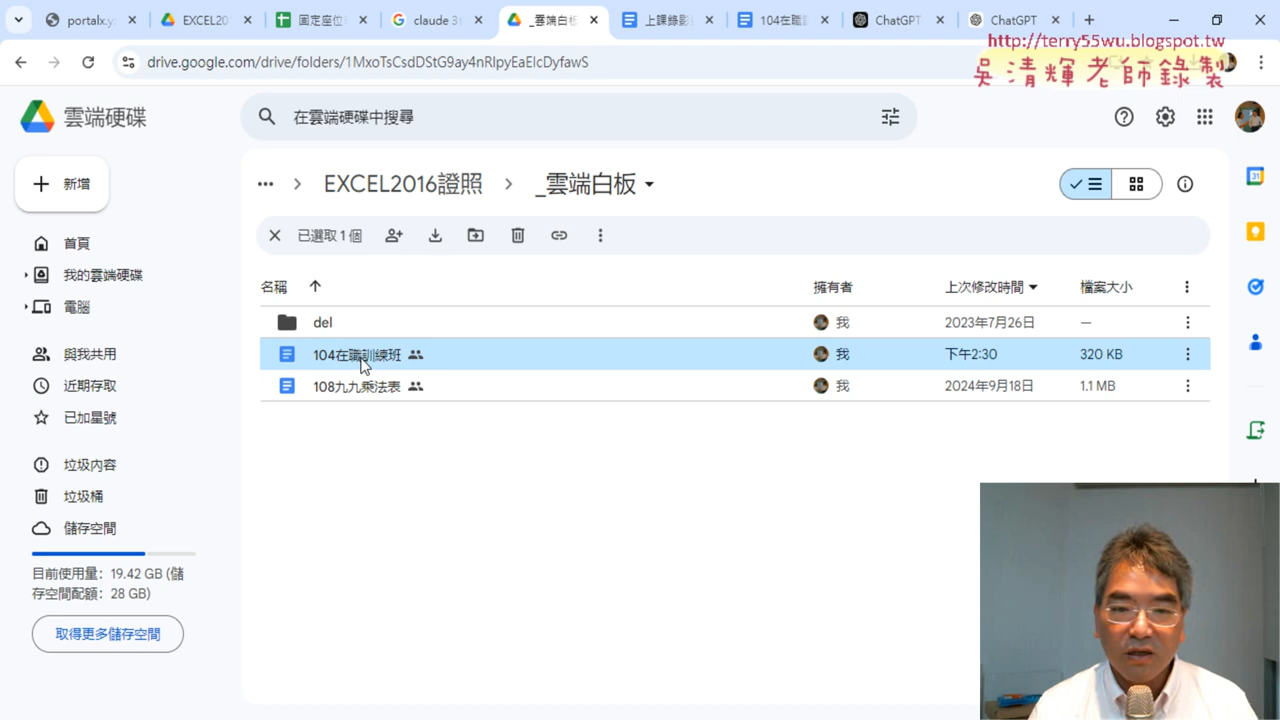 portalx.y
EXCEL20
固定座位
claude 3
_雲端白板
上課錄影
104在職
ChatGPT
ChatGPT
http://terry55wu.blogspot.tw
drive.google.com/drive/folders/1MxoTsCsdDStG9ay4nRIpyEaEIcDyfawS
吳清輝老師錄製
雲端硬碟
在雲端硬碟中搜尋
新增
EXCEL2016證照
_雲端白板
已選取 1 個
首頁
我的雲端硬碟
電腦
與我共用
近期存取
已加星號
垃圾內容
垃圾桶
儲存空間
目前使用量：19.42 GB (儲
存空間配額：28 GB)
取得更多儲存空間
名稱
擁有者
上次修改時間
檔案大小
del
我
2023年7月26日
—
104在職訓練班
我
下午2:30
320 KB
108九九乘法表
我
2024年9月18日
1.1 MB